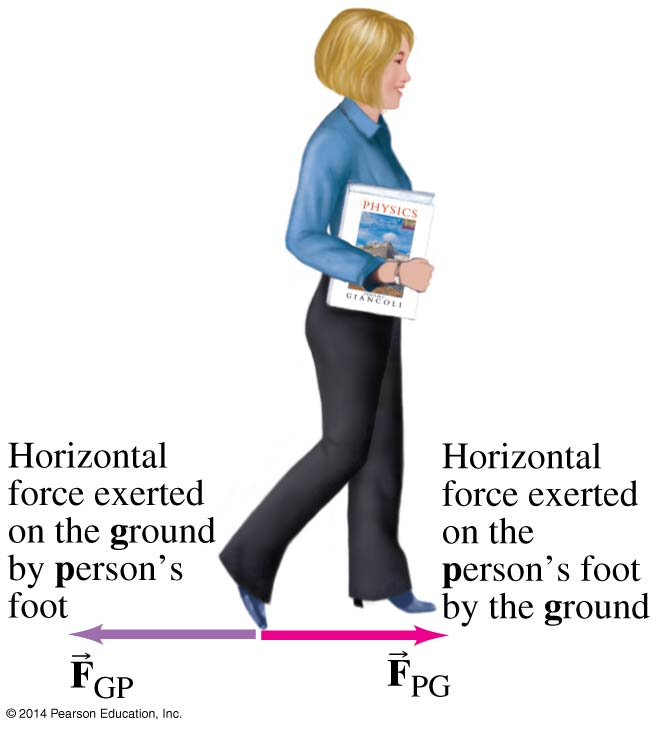 PHYSICS
GIANCOLI
Horizontal
force exerted
on the ground
by person’s
foot
Horizontal
force exerted
on the
person’s foot
by the ground
F⃗GP
F⃗PG
© 2014 Pearson Education, Inc.